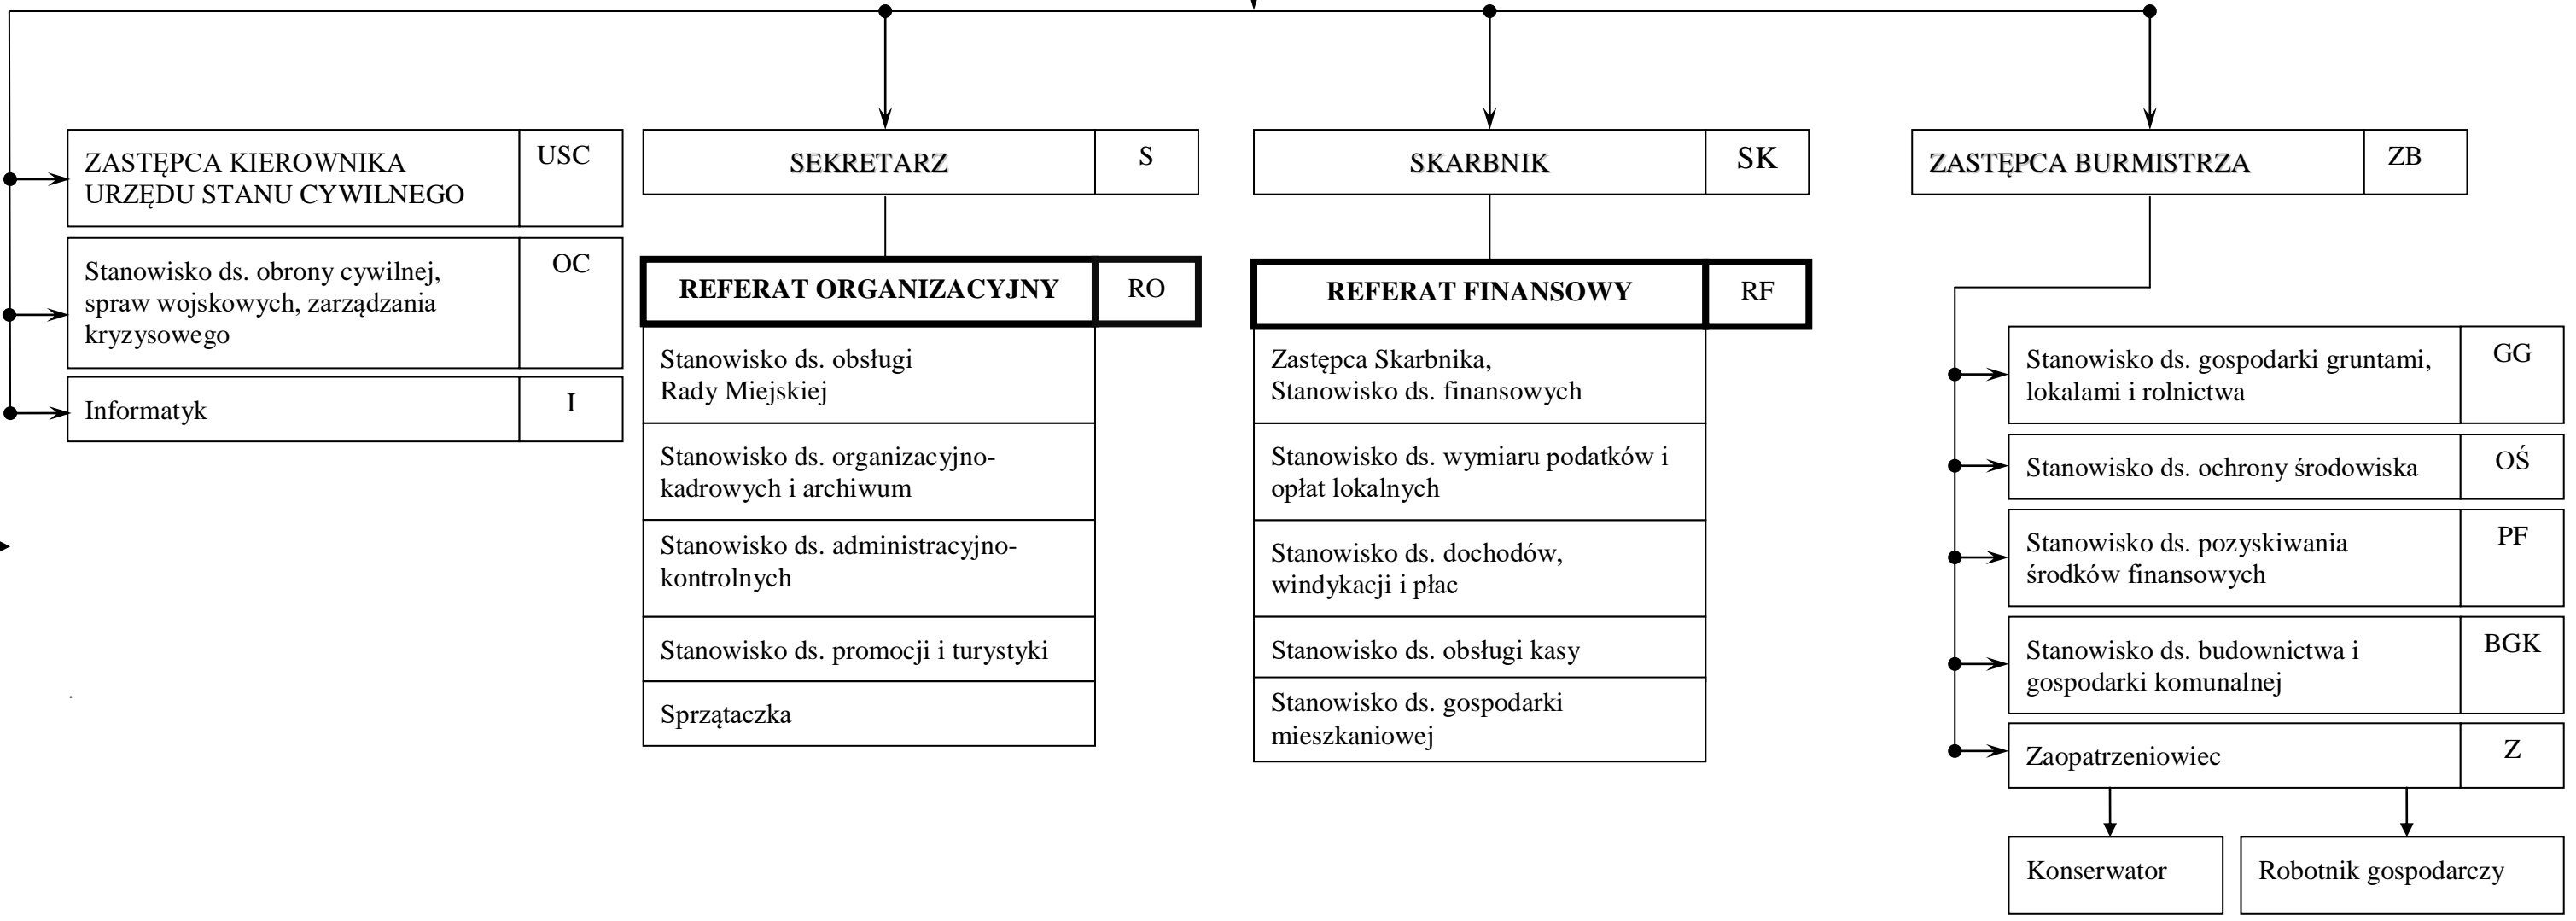 ZASTĘPCA KIEROWNIKA
URZĘDU STANU CYWILNEGO
USC
Stanowisko ds. obrony cywilnej,
spraw wojskowych, zarządzania
kryzysowego
OC
Informatyk
I
SEKRETARZ
S
REFERAT ORGANIZACYJNY
RO
Stanowisko ds. obsługi
Rady Miejskiej
Stanowisko ds. organizacyjno-
kadrowych i archiwum
Stanowisko ds. administracyjno-
kontrolnych
Stanowisko ds. promocji i turystyki
Sprzątaczka
SKARBNIK
SK
REFERAT FINANSOWY
RF
Zastępca Skarbnika,
Stanowisko ds. finansowych
Stanowisko ds. wymiaru podatków i
opłat lokalnych
Stanowisko ds. dochodów,
windykacji i płac
Stanowisko ds. obsługi kasy
Stanowisko ds. gospodarki
mieszkaniowej
ZASTĘPCA BURMISTRZA
ZB
Stanowisko ds. gospodarki gruntami,
lokalami i rolnictwa
GG
Stanowisko ds. ochrony środowiska
OŚ
Stanowisko ds. pozyskiwania
środków finansowych
PF
Stanowisko ds. budownictwa i
gospodarki komunalnej
BGK
Zaopatrzeniowiec
Z
Konserwator
Robotnik gospodarczy